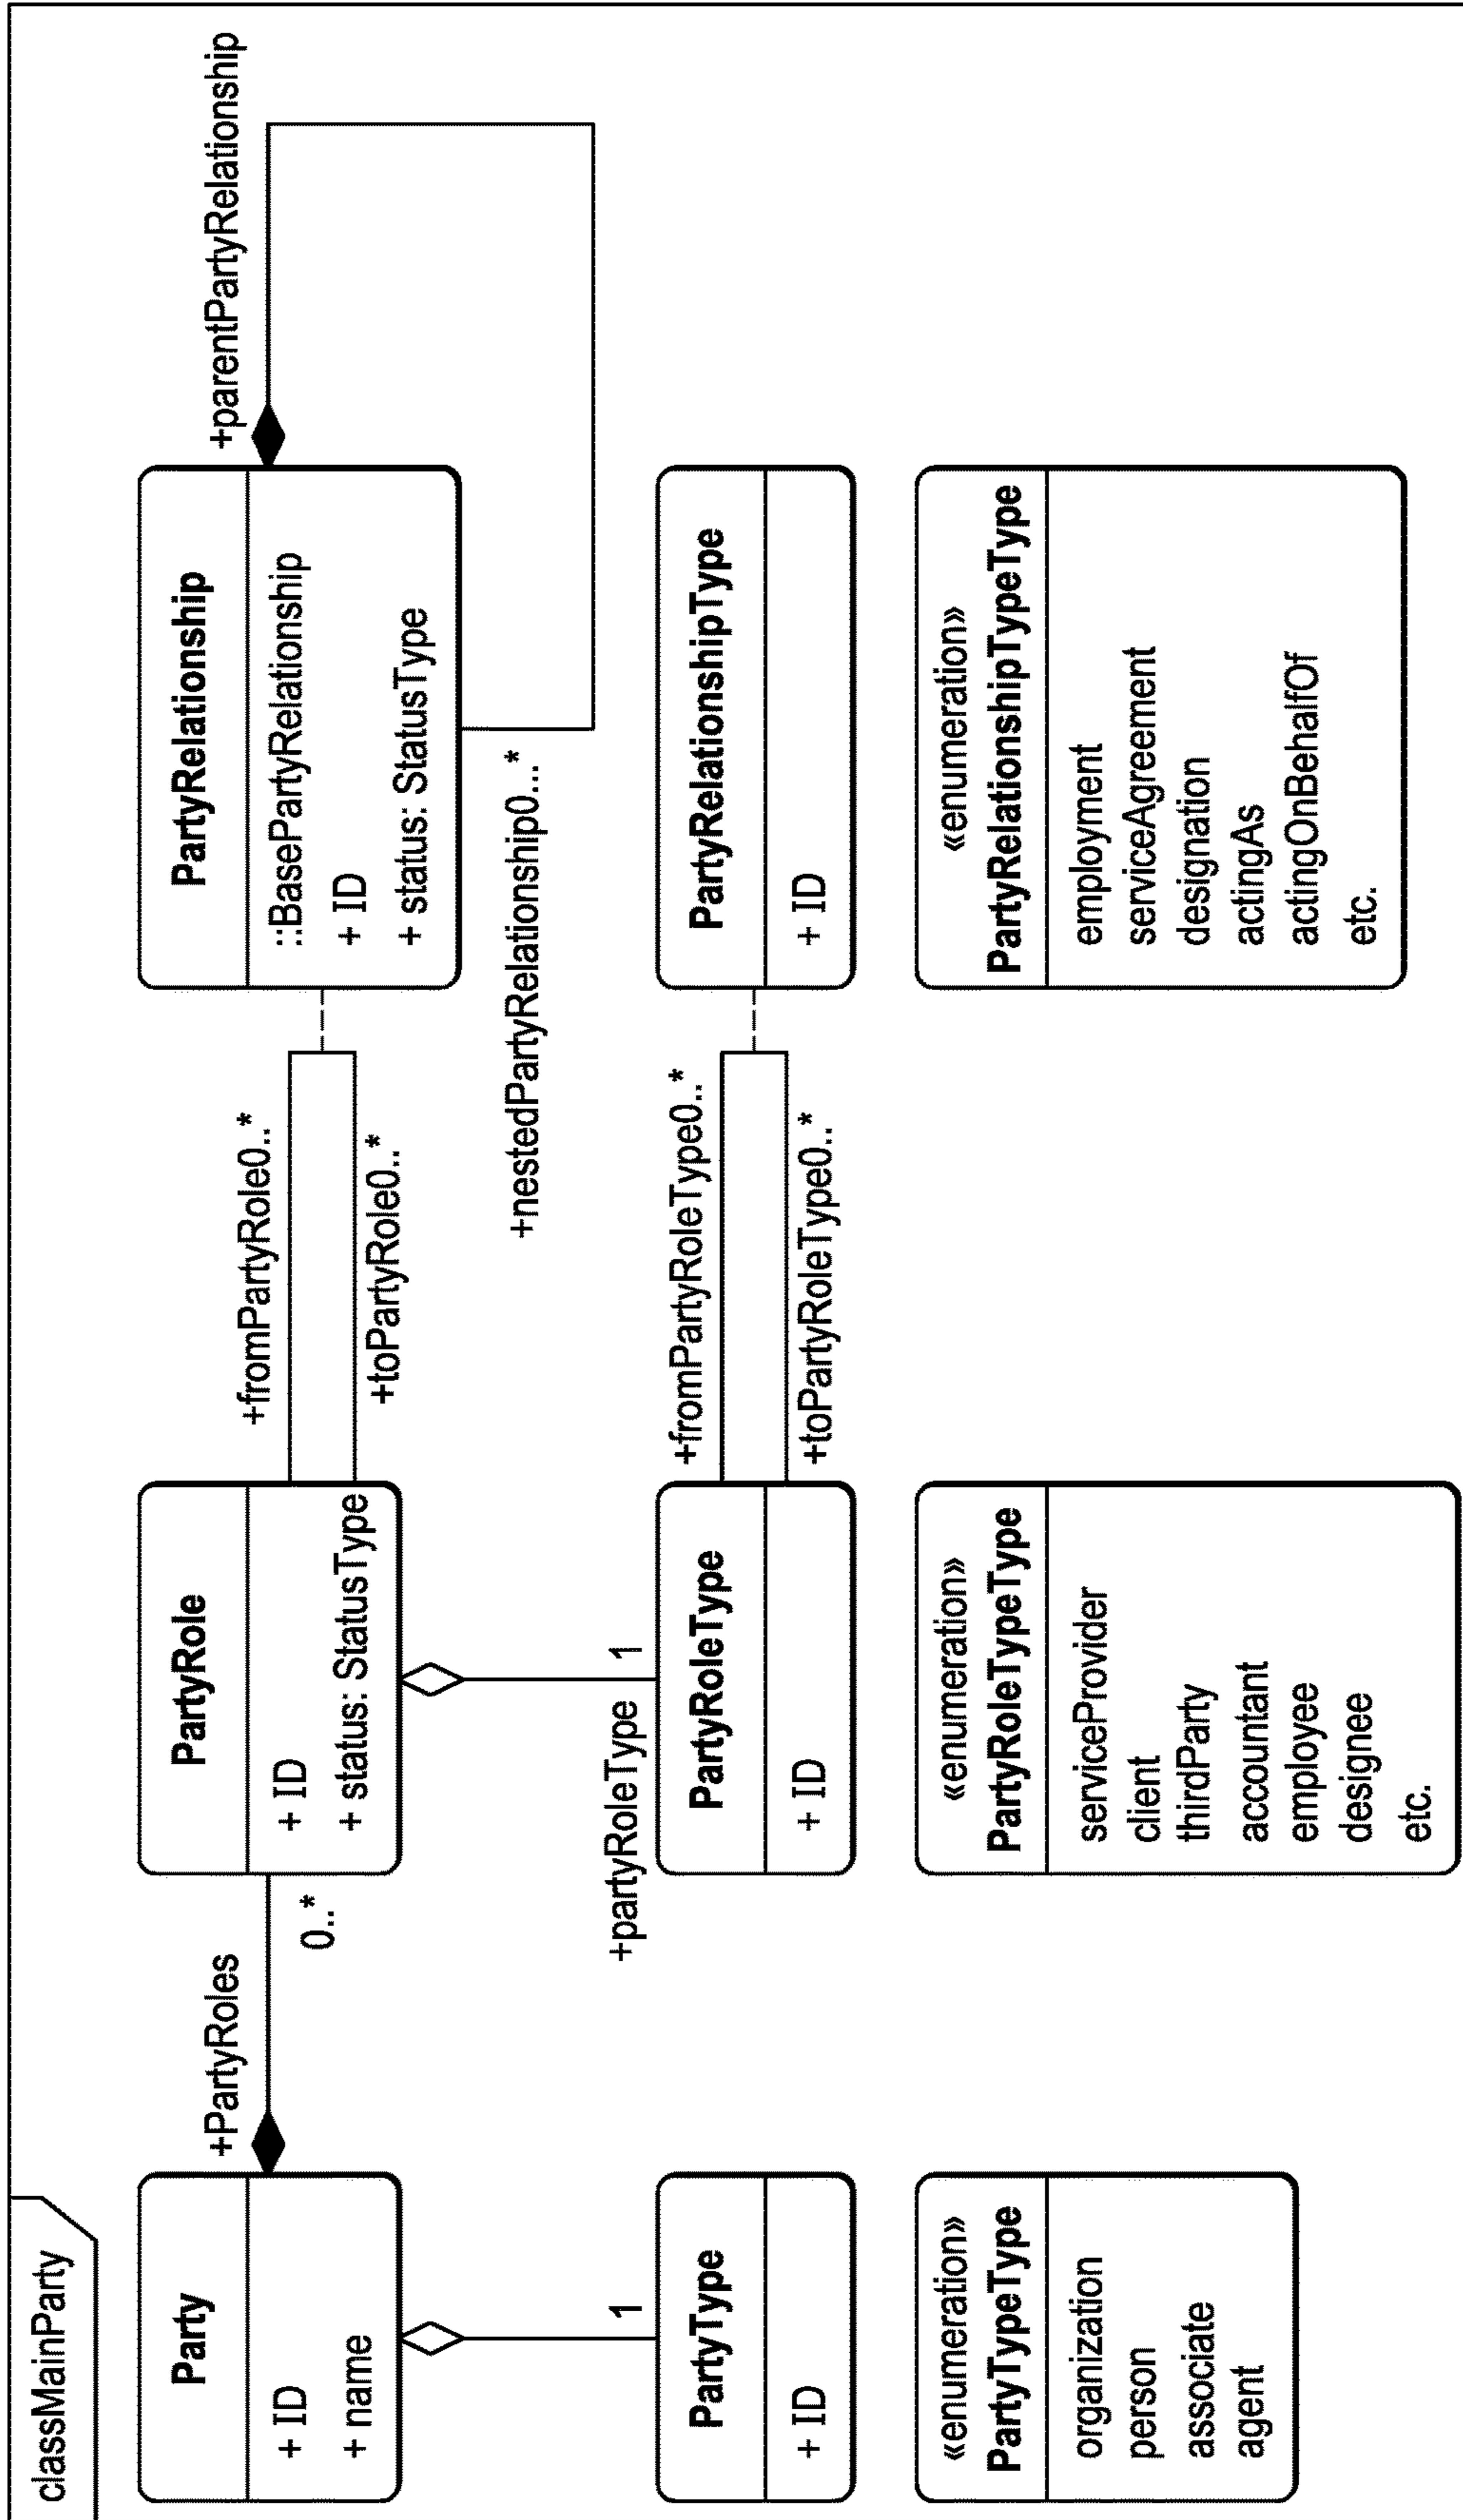 classMainParty
Party
+ ID
+ name
+PartyRoles
0..*
PartyRole
+ ID
+ status: StatusType
+fromPartyRole0..*
+toPartyRole0..*
PartyRelationship
::BasePartyRelationship
+ ID
+ status: StatusType
+parentPartyRelationship
+nestedPartyRelationship0...*
1
+partyRoleType
1
PartyType
+ ID
PartyRoleType
+ ID
+fromPartyRoleType0..*
+toPartyRoleType0..*
PartyRelationshipType
+ ID
«enumeration»
PartyTypeType
organization
person
associate
agent
«enumeration»
PartyRoleTypeType
serviceProvider
client
thirdParty
accountant
employee
designee
etc.
«enumeration»
PartyRelationshipTypeType
employment
serviceAgreement
designation
actingAs
actingOnBehalfOf
etc.